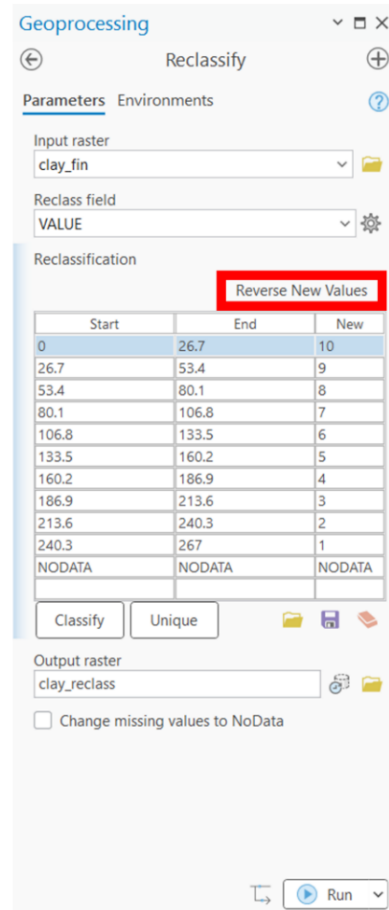 Geoprocessing
Reclassify
Parameters Environments
Input raster
clay_fin
Reclass field
VALUE
Reclassification
Reverse New Values
Start End New
0 26.7 10
26.7 53.4 9
53.4 80.1 8
80.1 106.8 7
106.8 133.5 6
133.5 160.2 5
160.2 186.9 4
186.9 213.6 3
213.6 240.3 2
240.3 267 1
NODATA NODATA NODATA
Classify Unique
Output raster
clay_reclass
Change missing values to NoData
Run